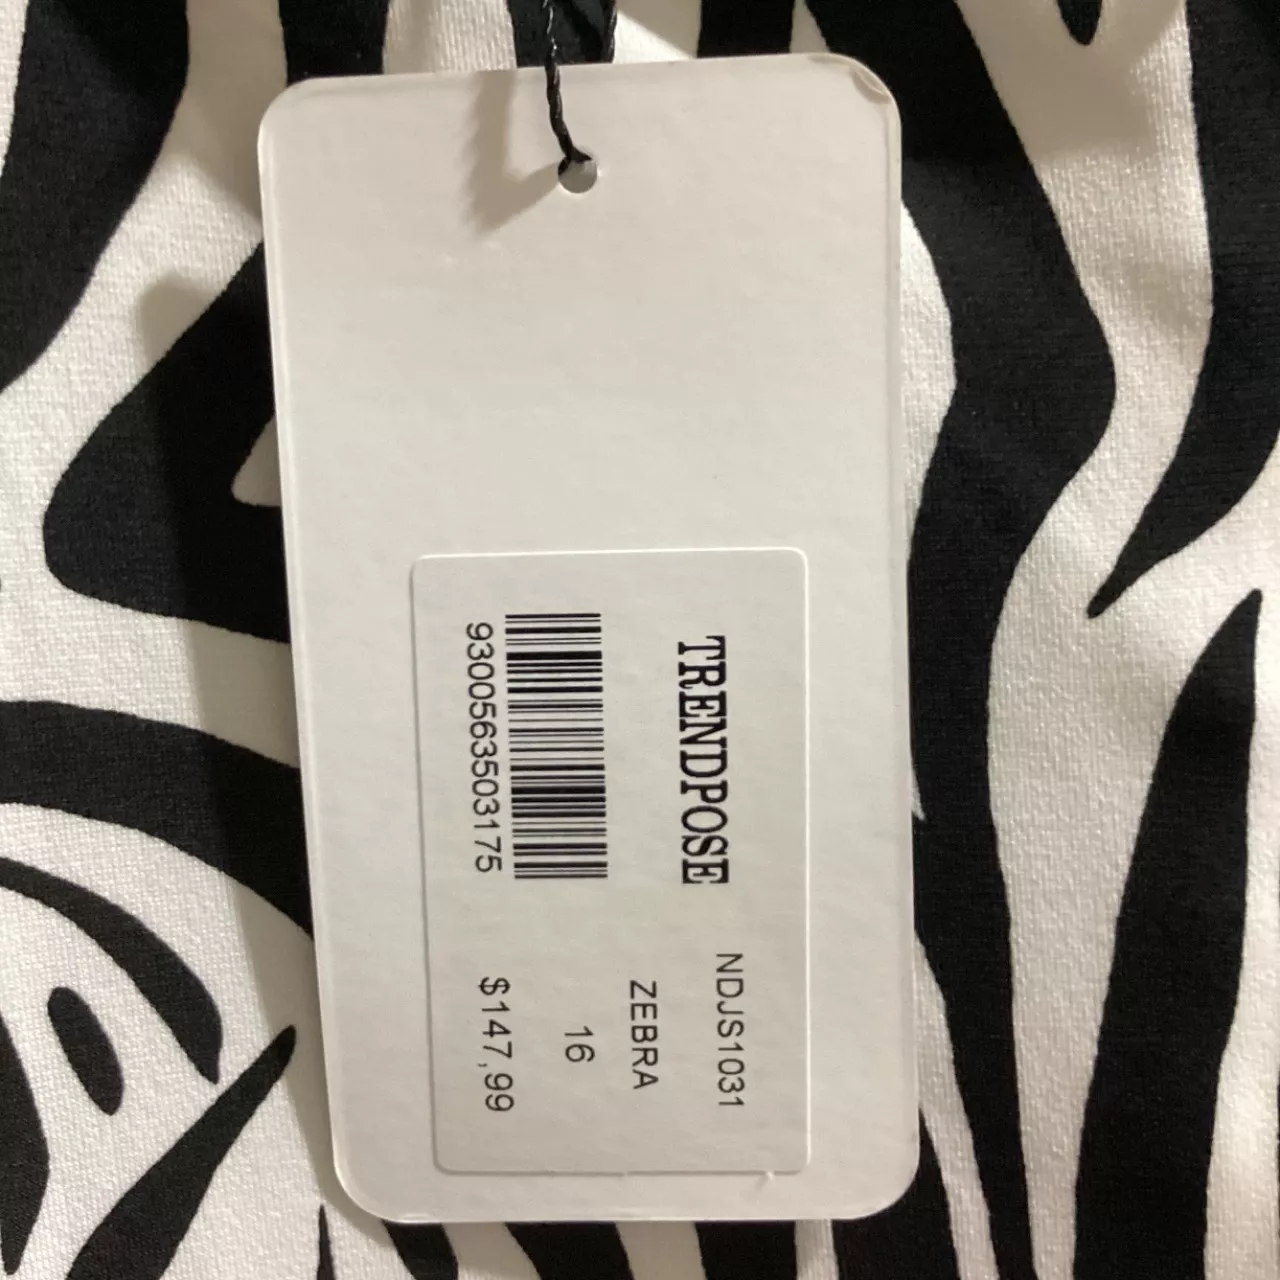 TRENDPOSE
9300563503175
NDJS1031
ZEBRA
16
$147,99